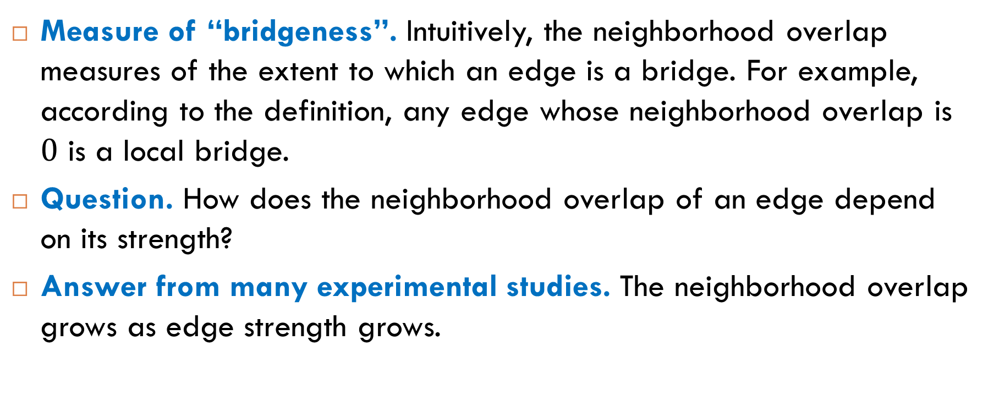 Measure of “bridgeness”. Intuitively, the neighborhood overlap
measures of the extent to which an edge is a bridge. For example,
according to the definition, any edge whose neighborhood overlap is
0 is a local bridge.
Question. How does the neighborhood overlap of an edge depend
on its strength?
Answer from many experimental studies. The neighborhood overlap
grows as edge strength grows.